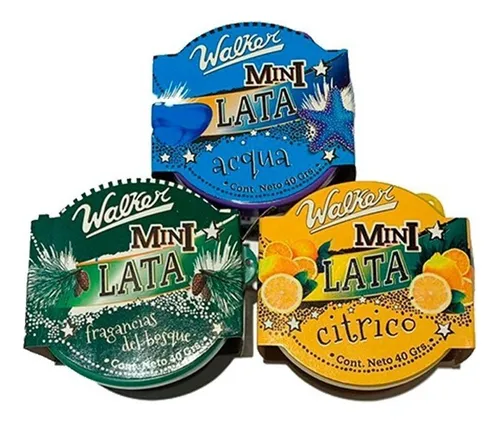 Walker
MINI
LATA
acqua
Cont. Neto 40 Grs.
Walker
MINI
LATA
fragancias
del bosque
Cont. Neto 40 Grs.
Walker
MINI
LATA
cítrico
Cont. Neto 40 Grs.